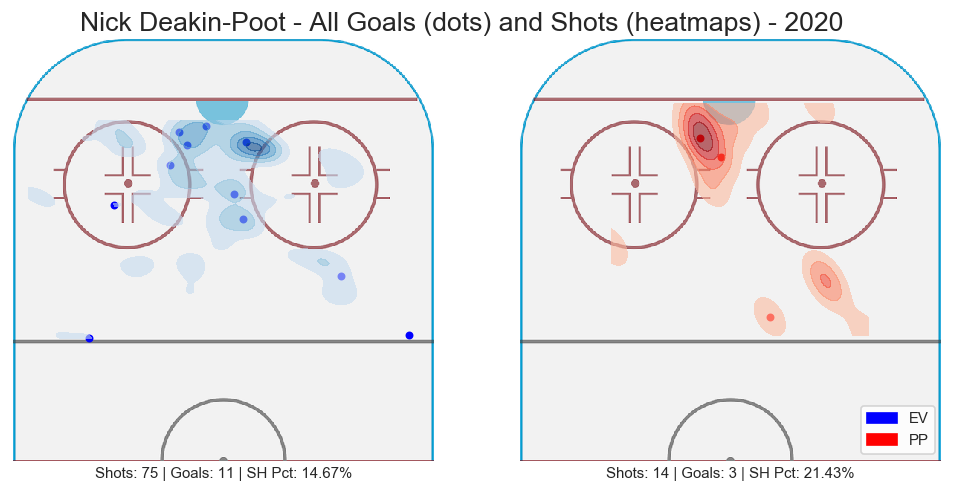 Nick Deakin-Poot - All Goals (dots) and Shots (heatmaps) - 2020
EV
PP
Shots: 75 | Goals: 11 | SH Pct: 14.67%
Shots: 14 | Goals: 3 | SH Pct: 21.43%